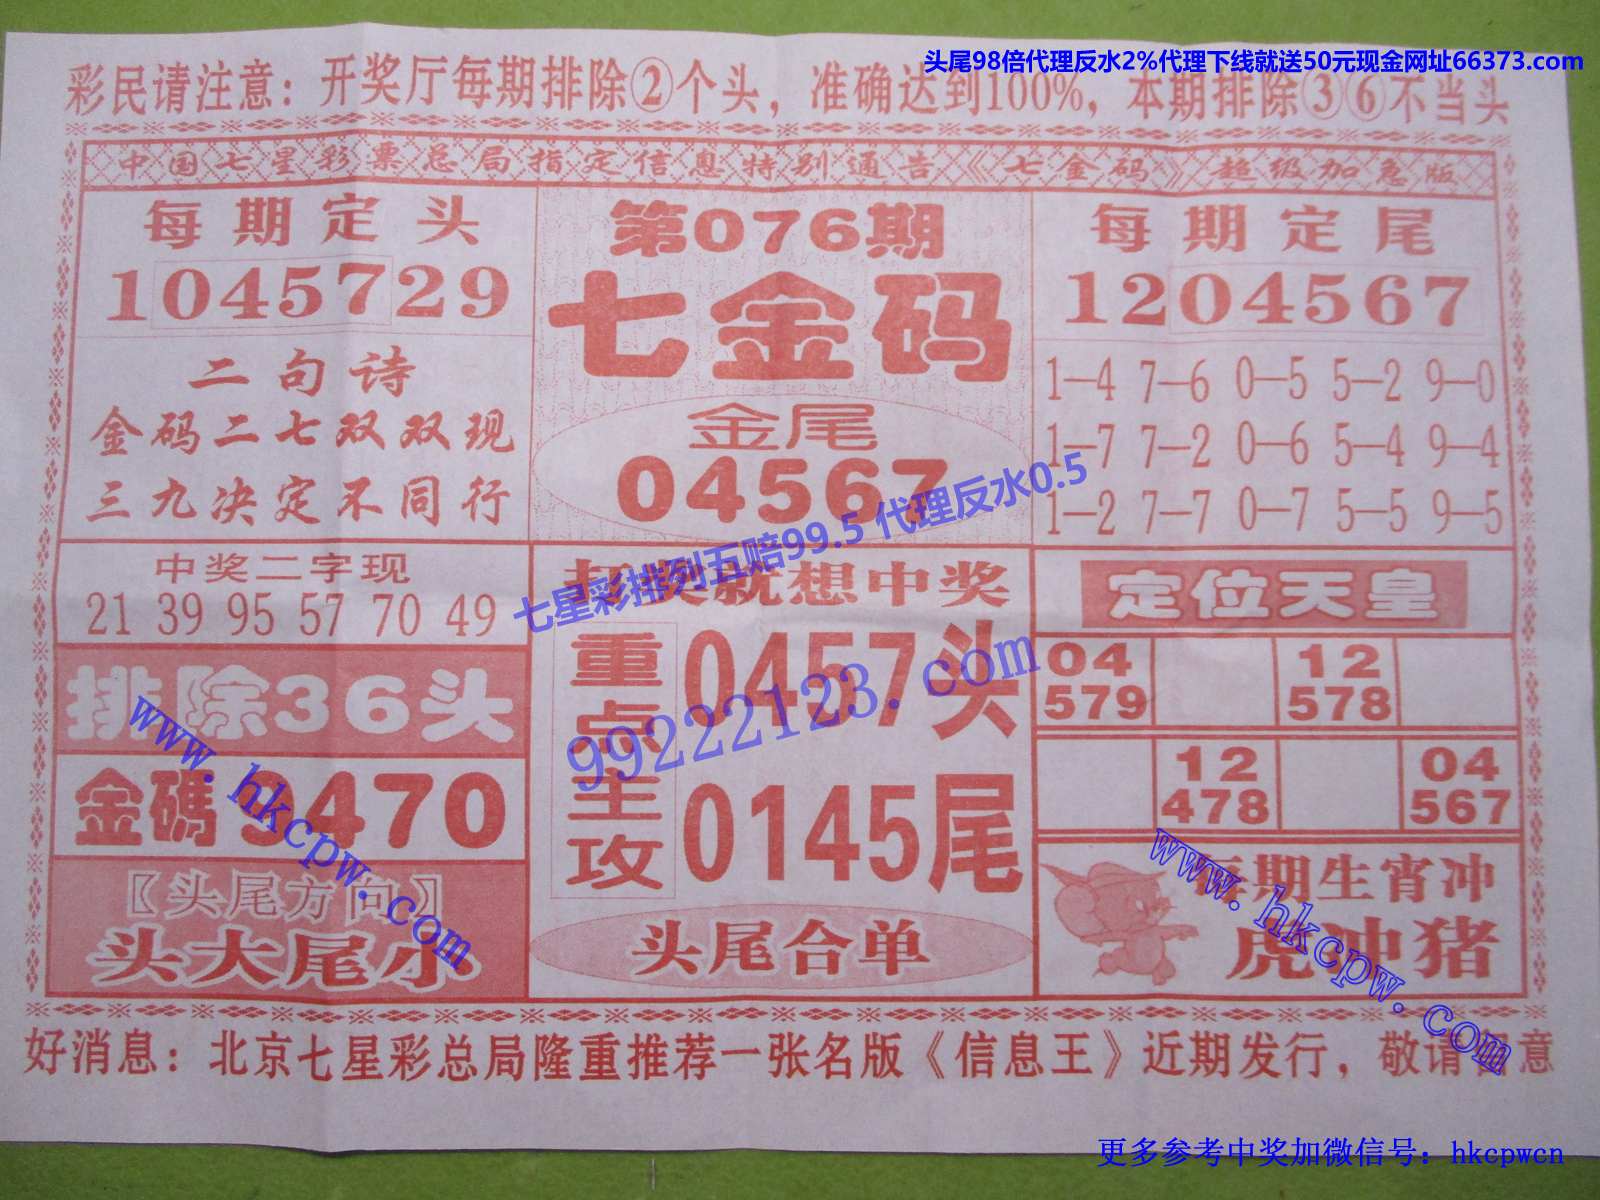 头尾98倍代理反水2%代理下线就送50元现金网址66373.com
彩民请注意：开奖厅每期排除②个头，准确达到100%，本期排除③⑥不当头
中国七星彩票总局指定信息特别通告《七金码》超级加急版
每期定头
1045729
二句诗
金码二七双双现
三九决定不同行
第076期
七金码
金尾
04567
每期定尾
1204567
1—4 7—6 0—5 5—2 9—0
1—7 7—2 0—6 5—4 9—4
1—2 7—7 0—7 5—5 9—5
七星彩排列五赔99.5 代理反水0.5
中奖二字现
21 39 95 57 70 49
排除36头
金碼9470
〖头尾方向〗
头大尾小
就想中奖
重点主攻
0457头
0145尾
99222123.com
头尾合单
定位天皇
04
579
12
578
12
478
04
567
每期生肖冲
虎冲猪
www.hkcpw.com
www.hkcpw.com
好消息：北京七星彩总局隆重推荐一张名版《信息王》近期发行，敬请留意
更多参考中奖加微信号：hkcpwcn